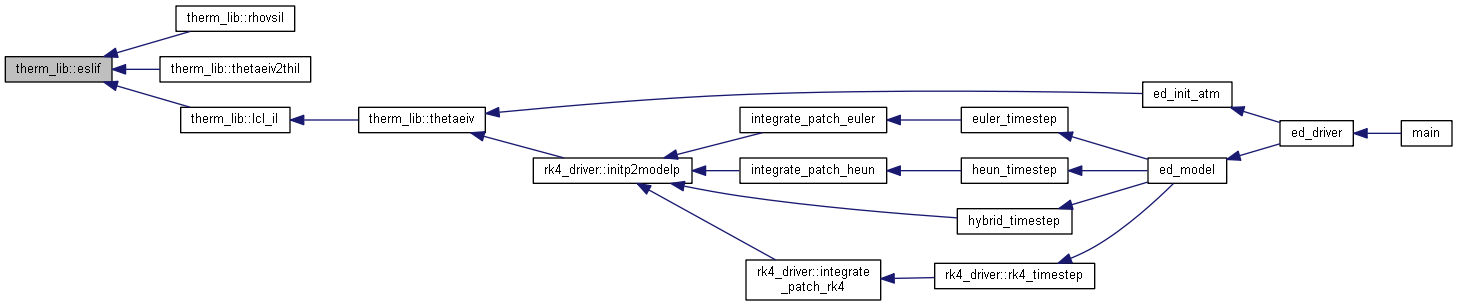 therm_lib::eslif
therm_lib::rhovsil
therm_lib::thetaeiv2thil
therm_lib::lcl_il
therm_lib::thetaeiv
ed_init_atm
rk4_driver::initp2modelp
integrate_patch_euler
euler_timestep
integrate_patch_heun
heun_timestep
hybrid_timestep
rk4_driver::integrate
_patch_rk4
rk4_driver::rk4_timestep
ed_model
ed_driver
main